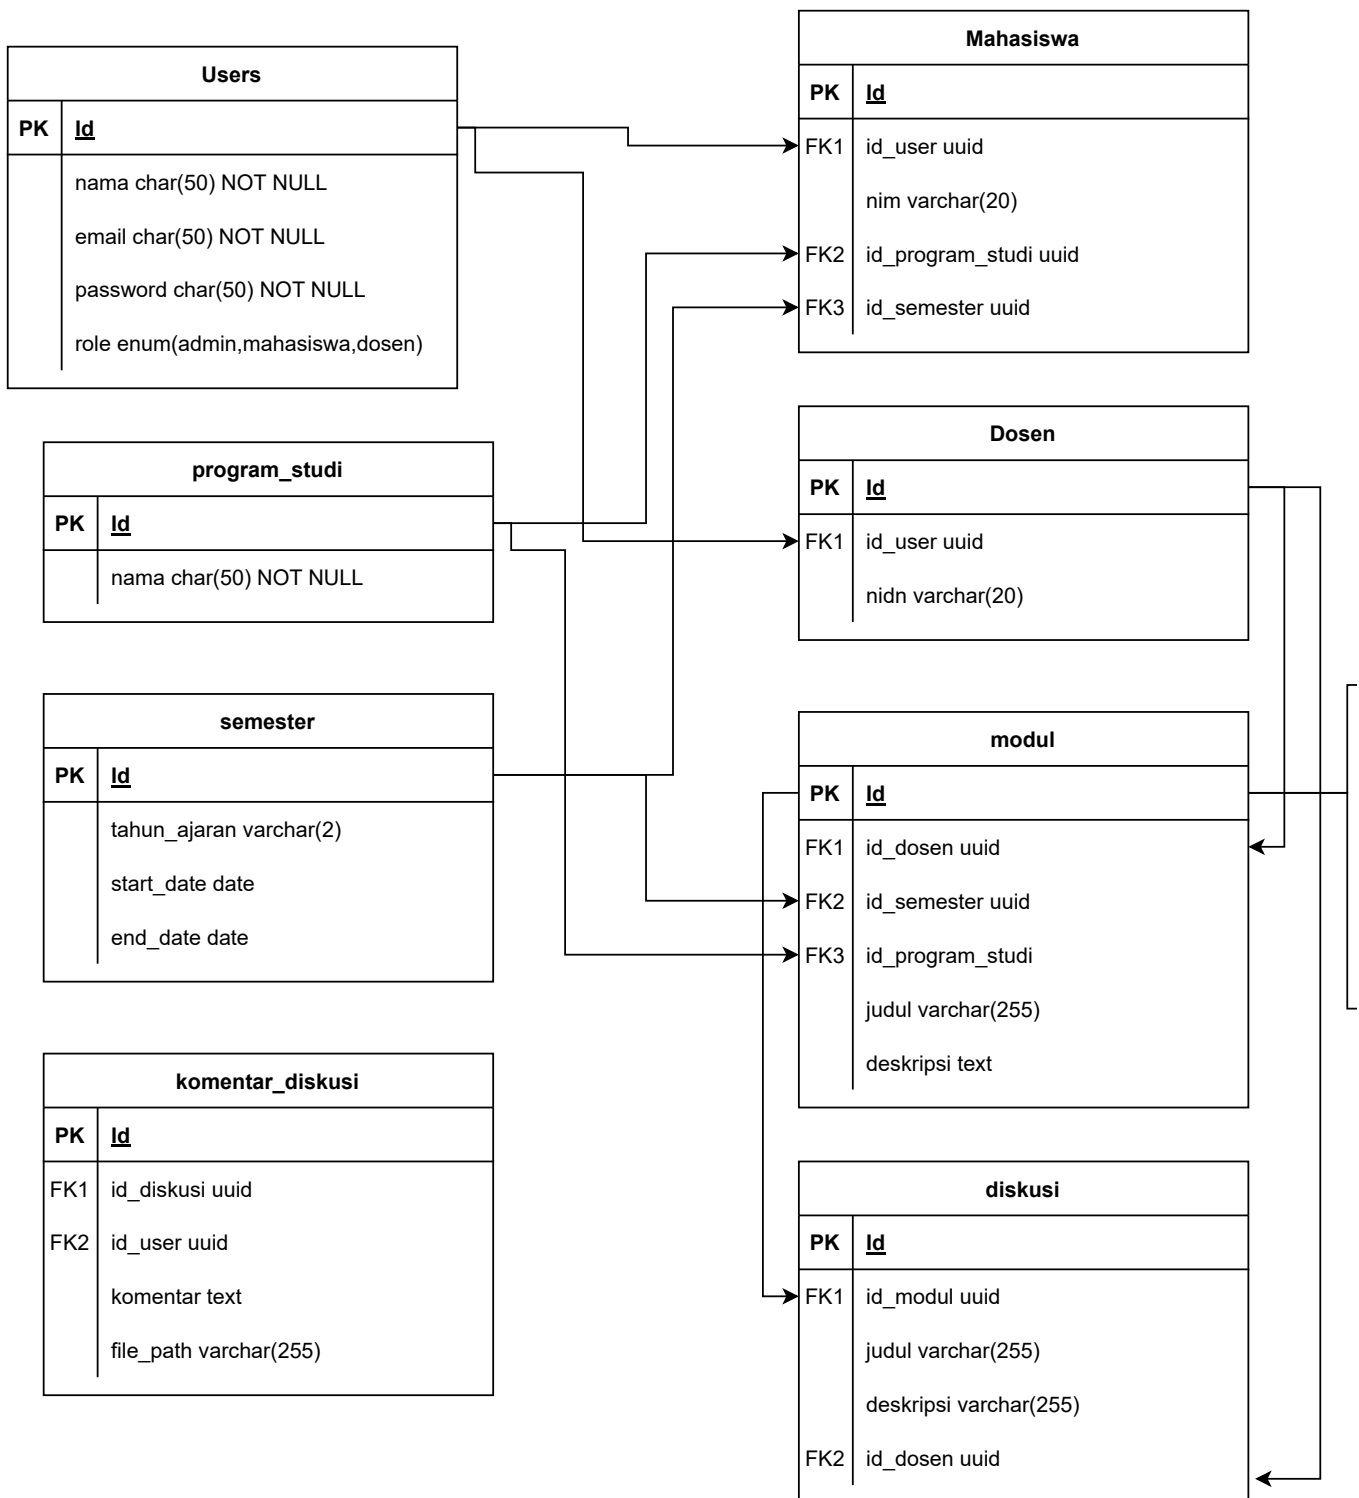 Users
PK Id
nama char(50) NOT NULL
email char(50) NOT NULL
password char(50) NOT NULL
role enum(admin,mahasiswa,dosen)
Mahasiswa
PK Id
FK1 id_user uuid
nim varchar(20)
FK2 id_program_studi uuid
FK3 id_semester uuid
program_studi
PK Id
nama char(50) NOT NULL
Dosen
PK Id
FK1 id_user uuid
nidn varchar(20)
semester
PK Id
tahun_ajaran varchar(2)
start_date date
end_date date
modul
PK Id
FK1 id_dosen uuid
FK2 id_semester uuid
FK3 id_program_studi
judul varchar(255)
deskripsi text
komentar_diskusi
PK Id
FK1 id_diskusi uuid
FK2 id_user uuid
komentar text
file_path varchar(255)
diskusi
PK Id
FK1 id_modul uuid
judul varchar(255)
deskripsi varchar(255)
FK2 id_dosen uuid